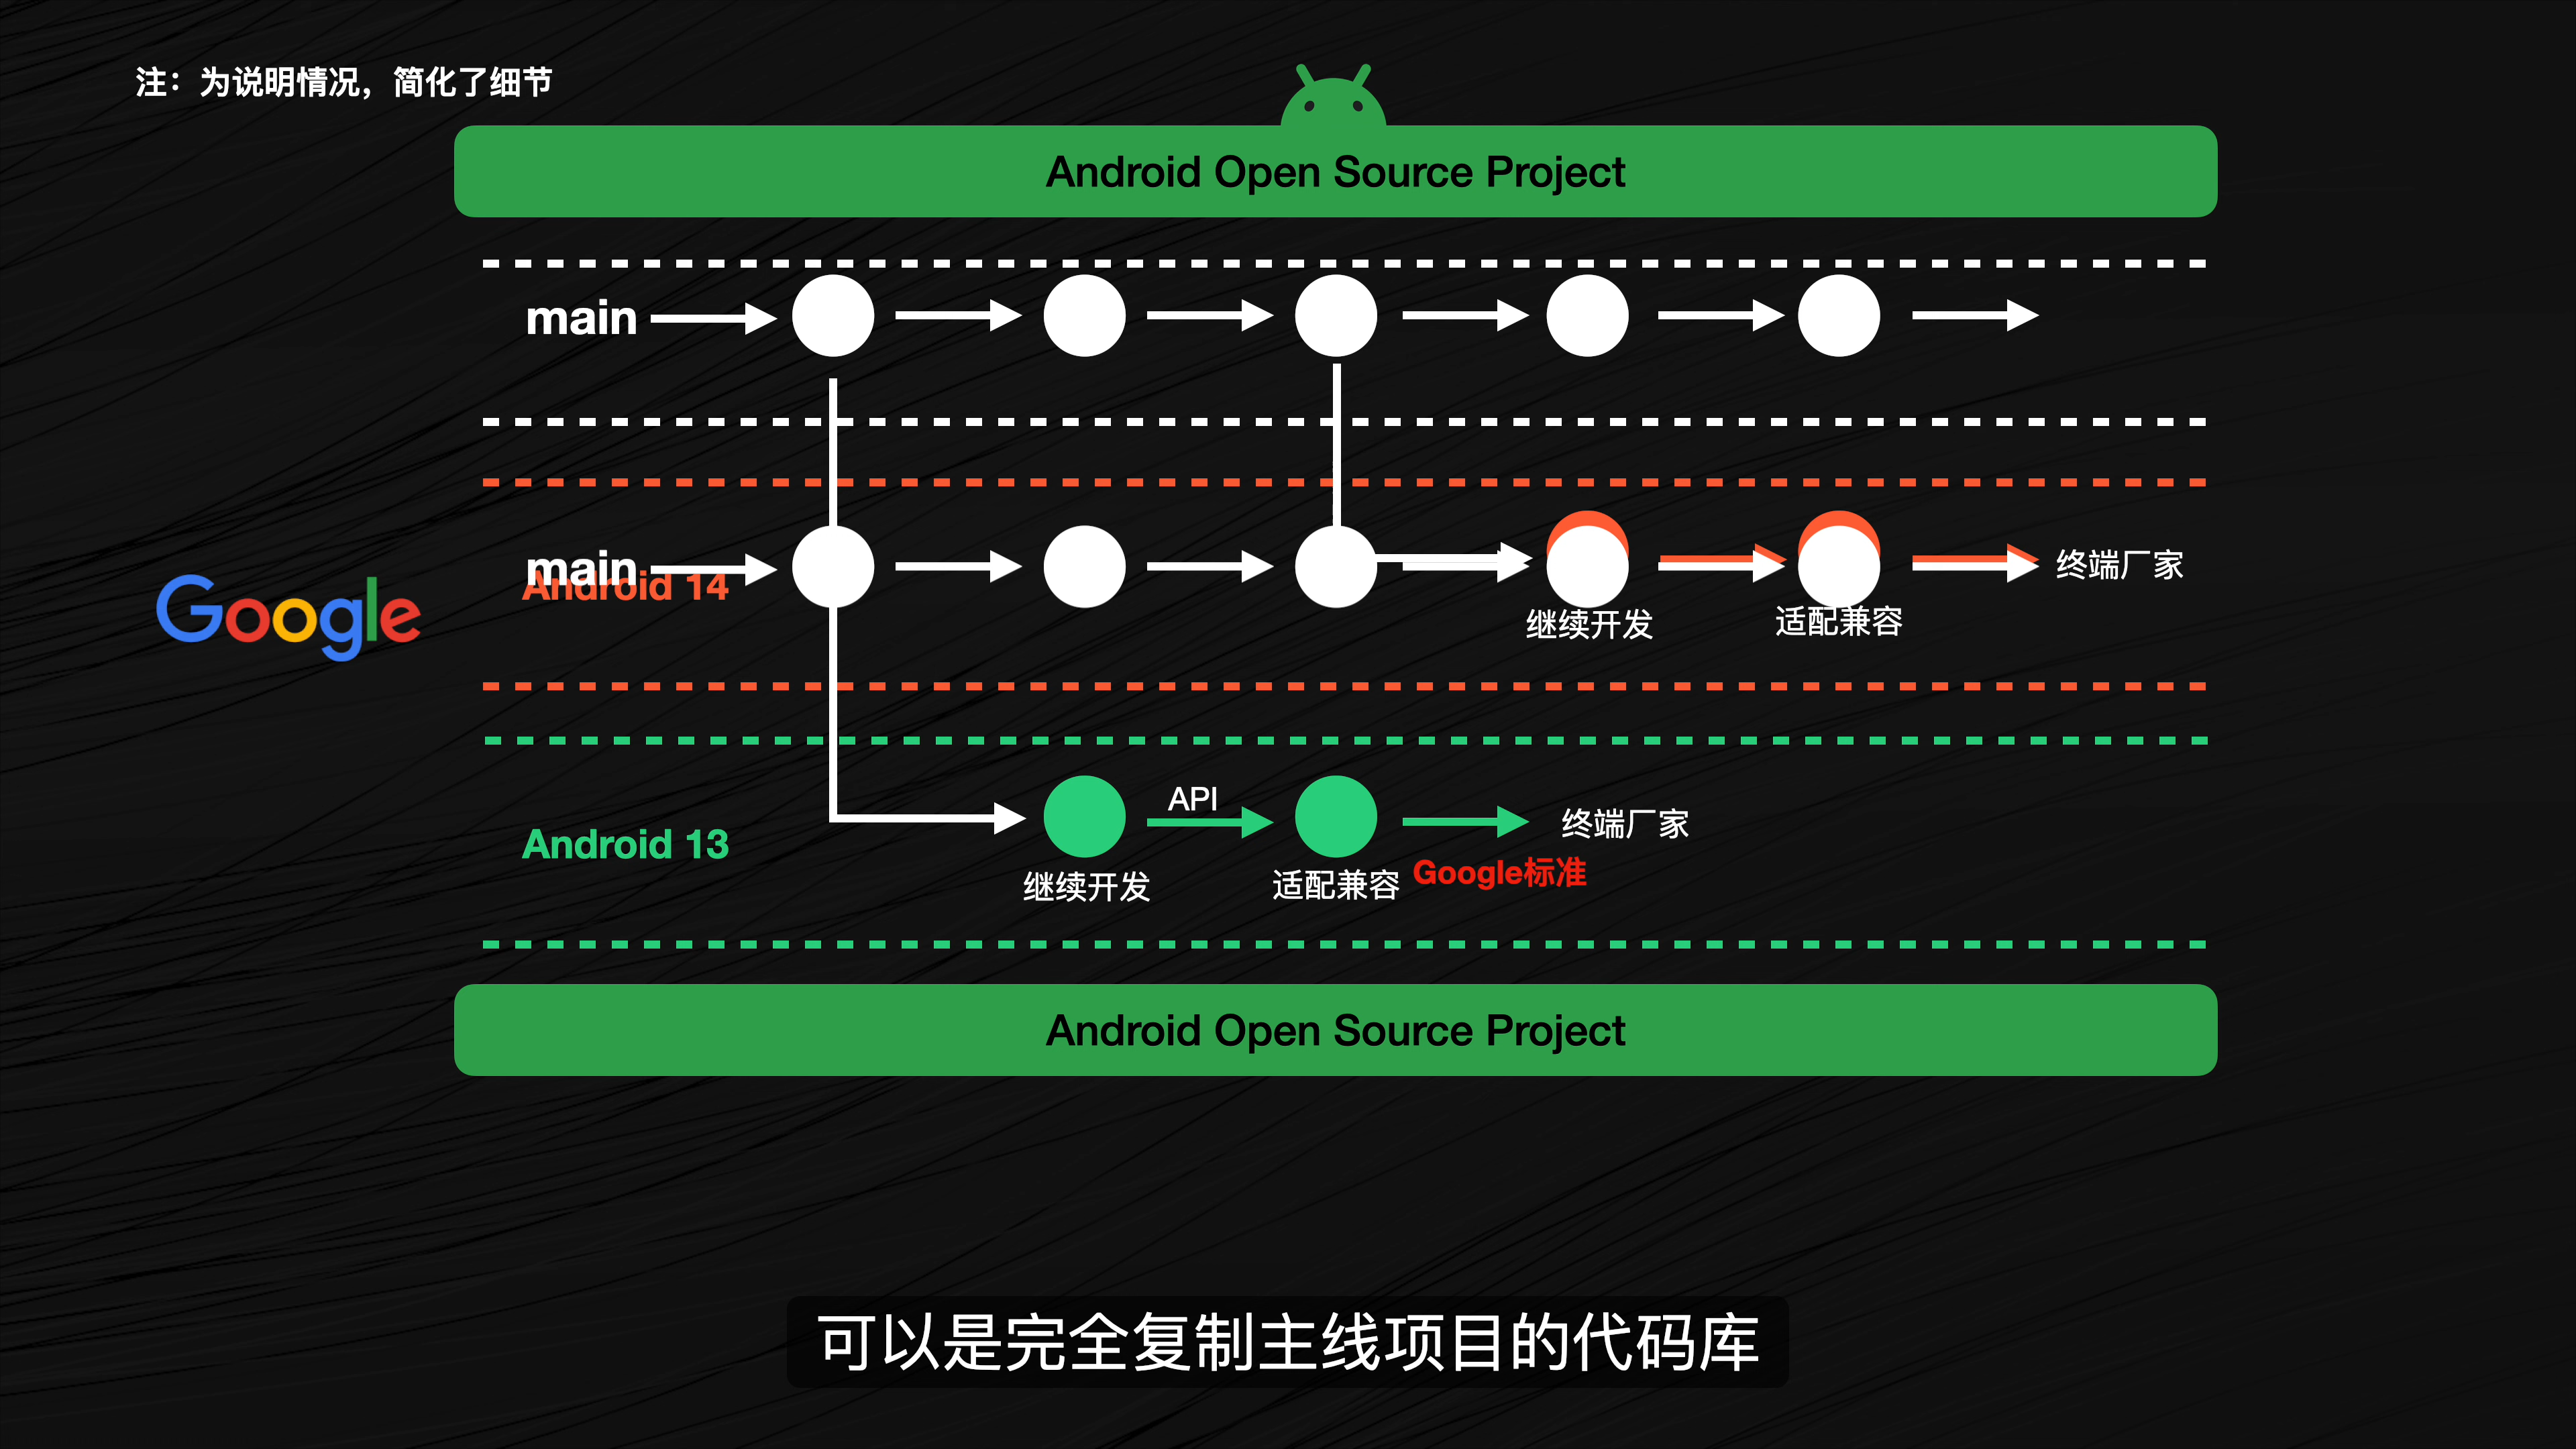 注：为说明情况，简化了细节
Android Open Source Project
main
main
Android 14
终端厂家
继续开发
适配兼容
Google
API
Android 13
终端厂家
Google标准
继续开发
适配兼容
Android Open Source Project
可以是完全复制主线项目的代码库